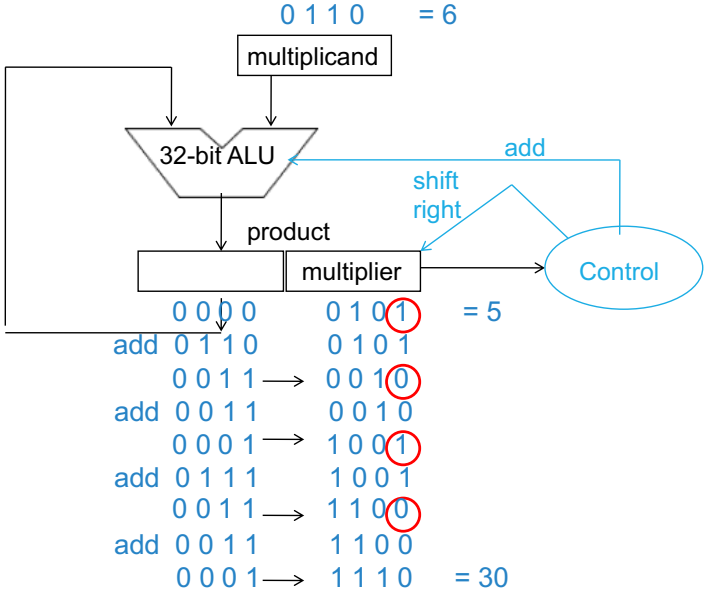 0 1 1 0 = 6
multiplicand
32-bit ALU
add
shift
right
product
multiplier
Control
0 0 0 0 0 1 0 1 = 5
add 0 1 1 0 0 1 0 1
0 0 1 1 0 0 1 0
add 0 0 1 1 0 0 1 0
0 0 0 1 1 0 0 1
add 0 1 1 1 1 0 0 1
0 0 1 1 1 1 0 0
add 0 0 1 1 1 1 0 0
0 0 0 1 1 1 1 0 = 30